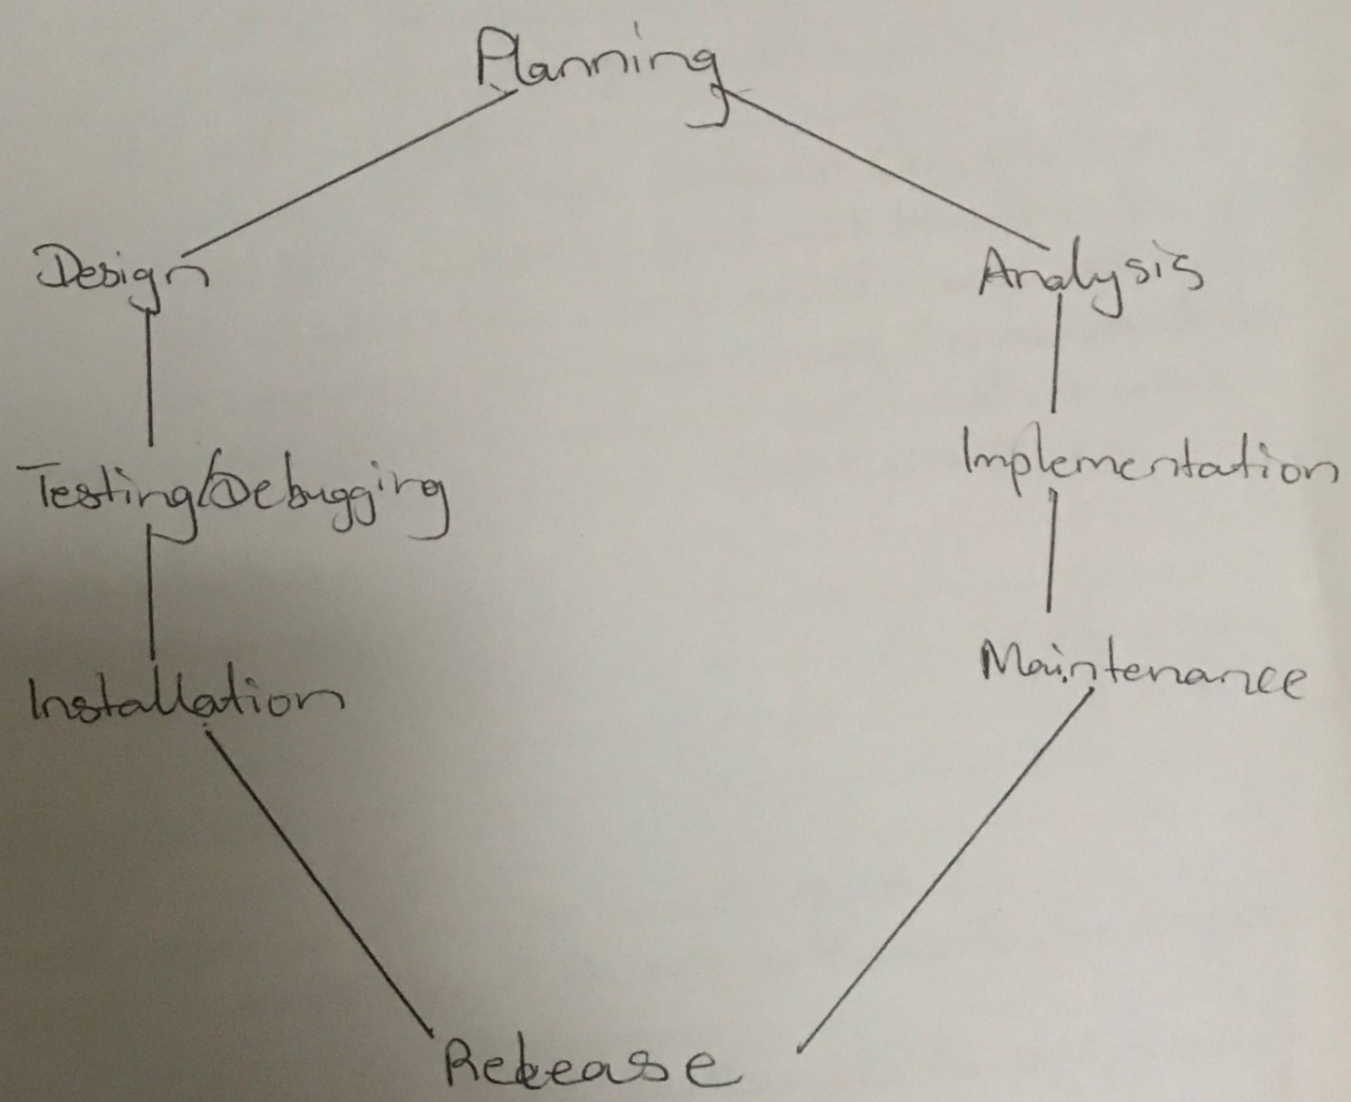 Planning
Design
Analysis
Testing/Debugging
Implementation
Installation
Maintenance
Release